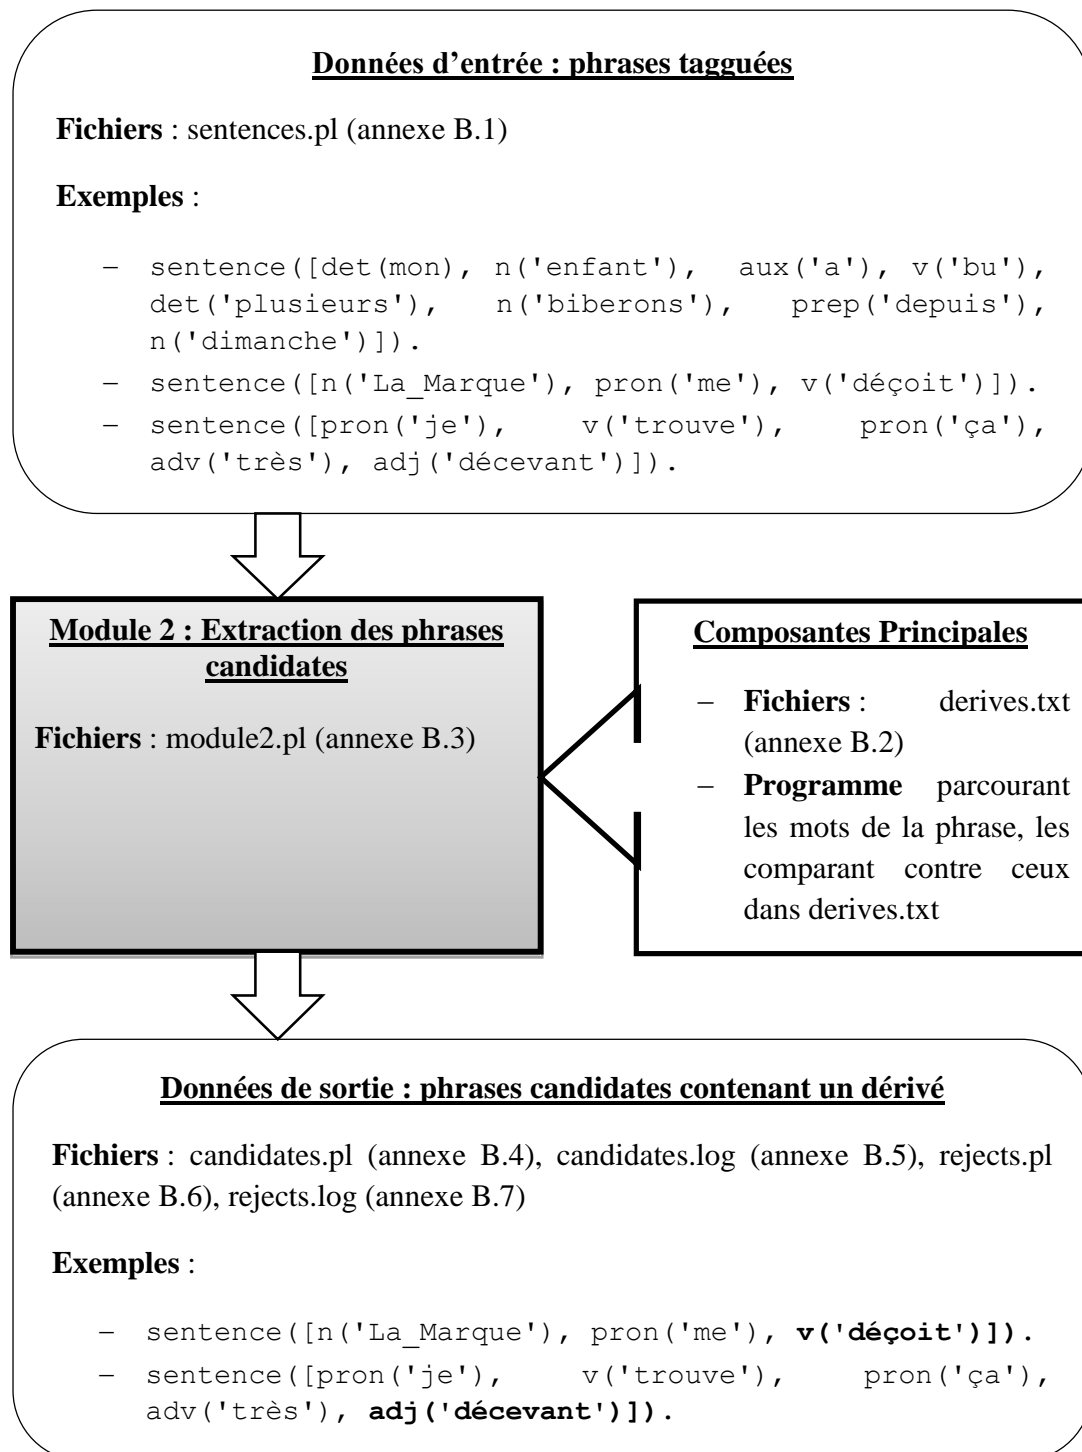 Données d'entrée : phrases tagguées
Fichiers : sentences.pl (annexe B.1)
Exemples :
– sentence([det(mon), n('enfant'), aux('a'), v('bu'),
det('plusieurs'), n('biberons'), prep('depuis'),
n('dimanche')]).
– sentence([n('La_Marque'), pron('me'), v('déçoit')]).
– sentence([pron('je'), v('trouve'), pron('ça'),
adv('très'), adj('décevant')]).
Module 2 : Extraction des phrases
candidates
Fichiers : module2.pl (annexe B.3)
Composantes Principales
– Fichiers : derives.txt
(annexe B.2)
– Programme parcourant
les mots de la phrase, les
comparant contre ceux
dans derives.txt
Données de sortie : phrases candidates contenant un dérivé
Fichiers : candidates.pl (annexe B.4), candidates.log (annexe B.5), rejects.pl
(annexe B.6), rejects.log (annexe B.7)
Exemples :
– sentence([n('La_Marque'), pron('me'), v('déçoit')]).
– sentence([pron('je'), v('trouve'), pron('ça'),
adv('très'), adj('décevant')]).